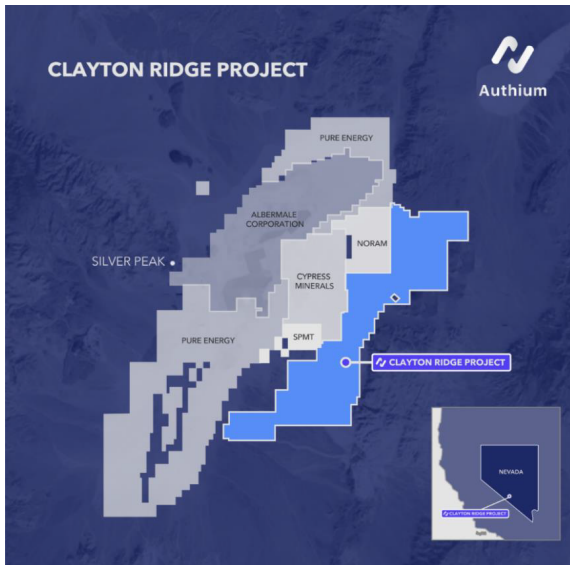 CLAYTON RIDGE PROJECT
Authium
PURE ENERGY
ALBERMALE
CORPORATION
NORAM
SILVER PEAK
CYPRESS
MINERALS
PURE ENERGY
SPMT
CLAYTON RIDGE PROJECT
NEVADA
CLAYTON RIDGE PROJECT